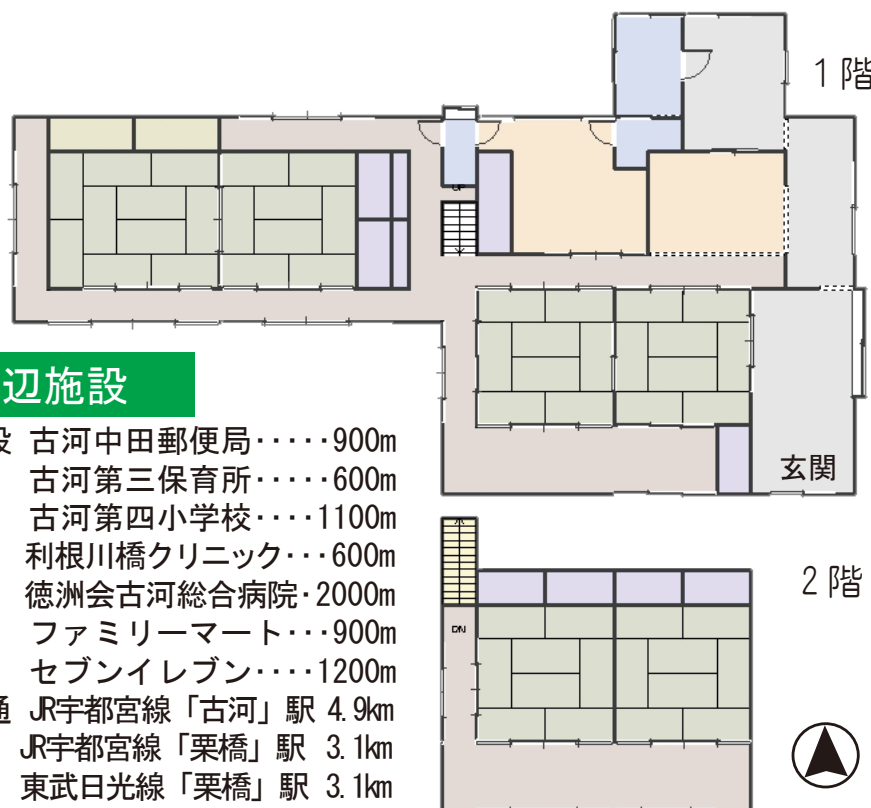 1階
UP
辺施設
設 古河中田郵便局‥‥‥900m
古河第三保育所‥‥‥600m
古河第四小学校‥‥1100m
利根川橋クリニック‥‥600m
徳洲会古河総合病院・2000m
ファミリーマート‥‥900m
セブンイレブン‥‥1200m
通 JR宇都宮線「古河」駅 4.9km
JR宇都宮線「栗橋」駅 3.1km
東武日光線「栗橋」駅 3.1km
玄関
2階
DN